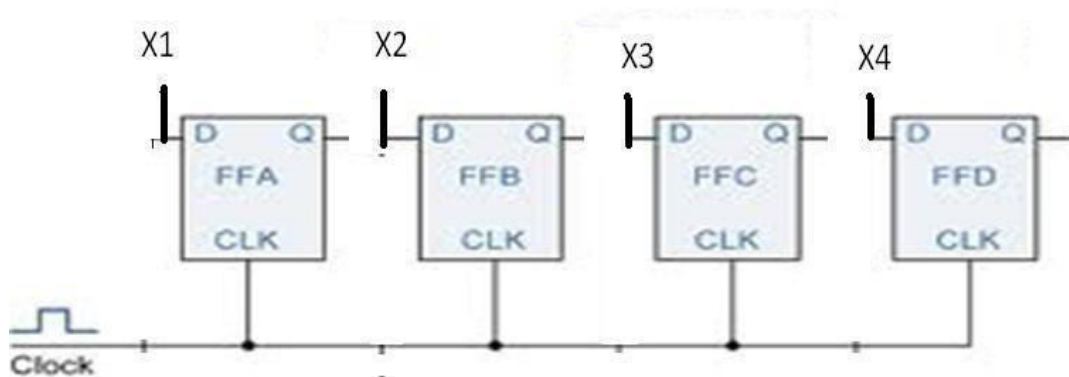 X1 X2 X3 X4
D Q D Q D Q D Q
FFA FFB FFC FFD
CLK CLK CLK CLK
Clock